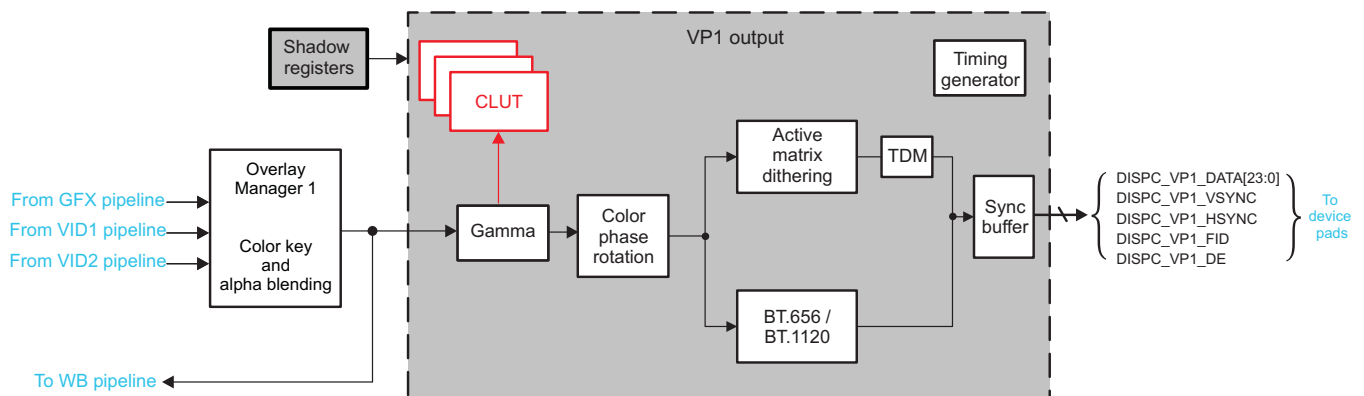 Shadow
registers
VP1 output
Timing
generator
CLUT
Overlay
Manager 1
Color key
and
alpha blending
From GFX pipeline
From VID1 pipeline
From VID2 pipeline
To WB pipeline
Gamma
Color
phase
rotation
Active
matrix
dithering
TDM
BT.656 /
BT.1120
Sync
buffer
DISPC_VP1_DATA[23:0]
DISPC_VP1_VSYNC
DISPC_VP1_HSYNC
DISPC_VP1_FID
DISPC_VP1_DE
To
device
pads